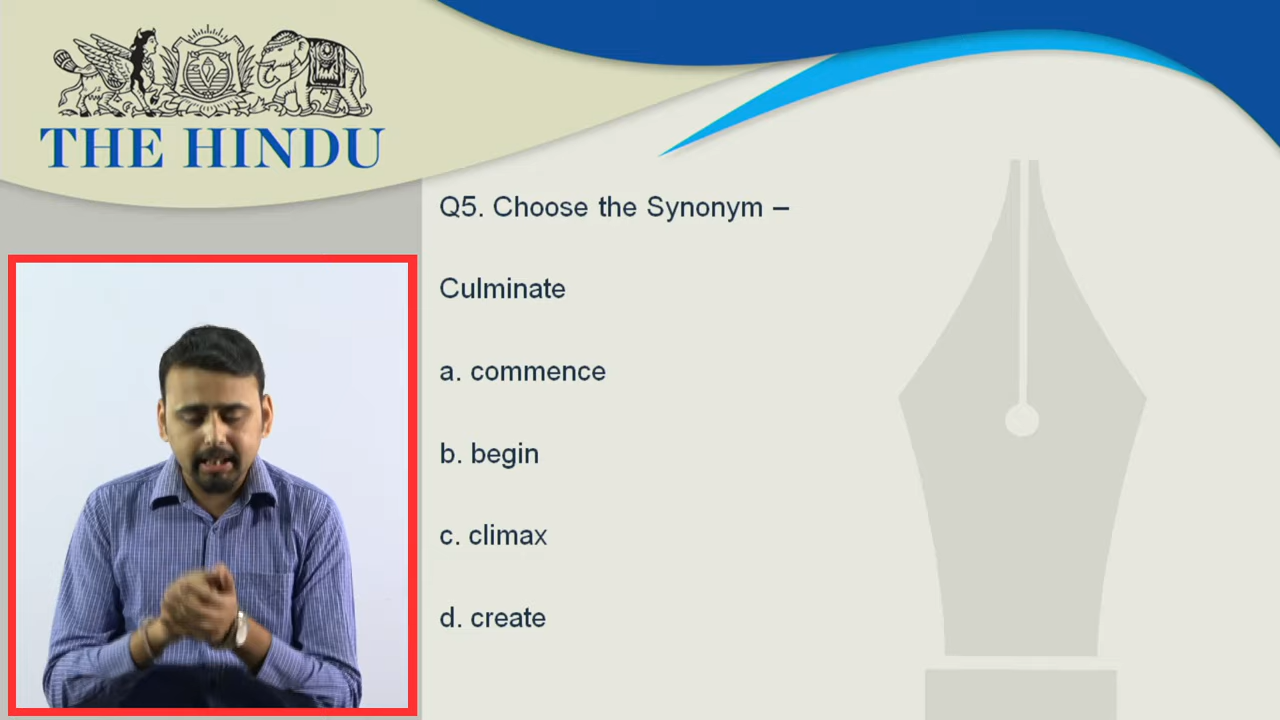 THE HINDU
Q5. Choose the Synonym –
Culminate
a. commence
b. begin
c. climax
d. create